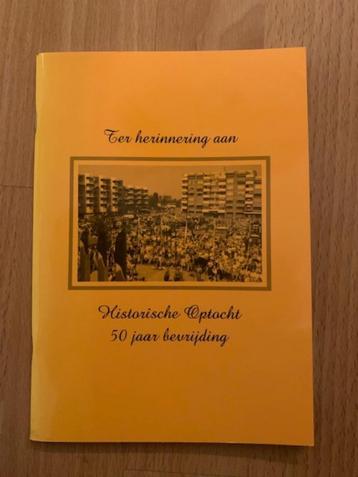 Ter herinnering aan
Historische Optocht
50 jaar bevrijding